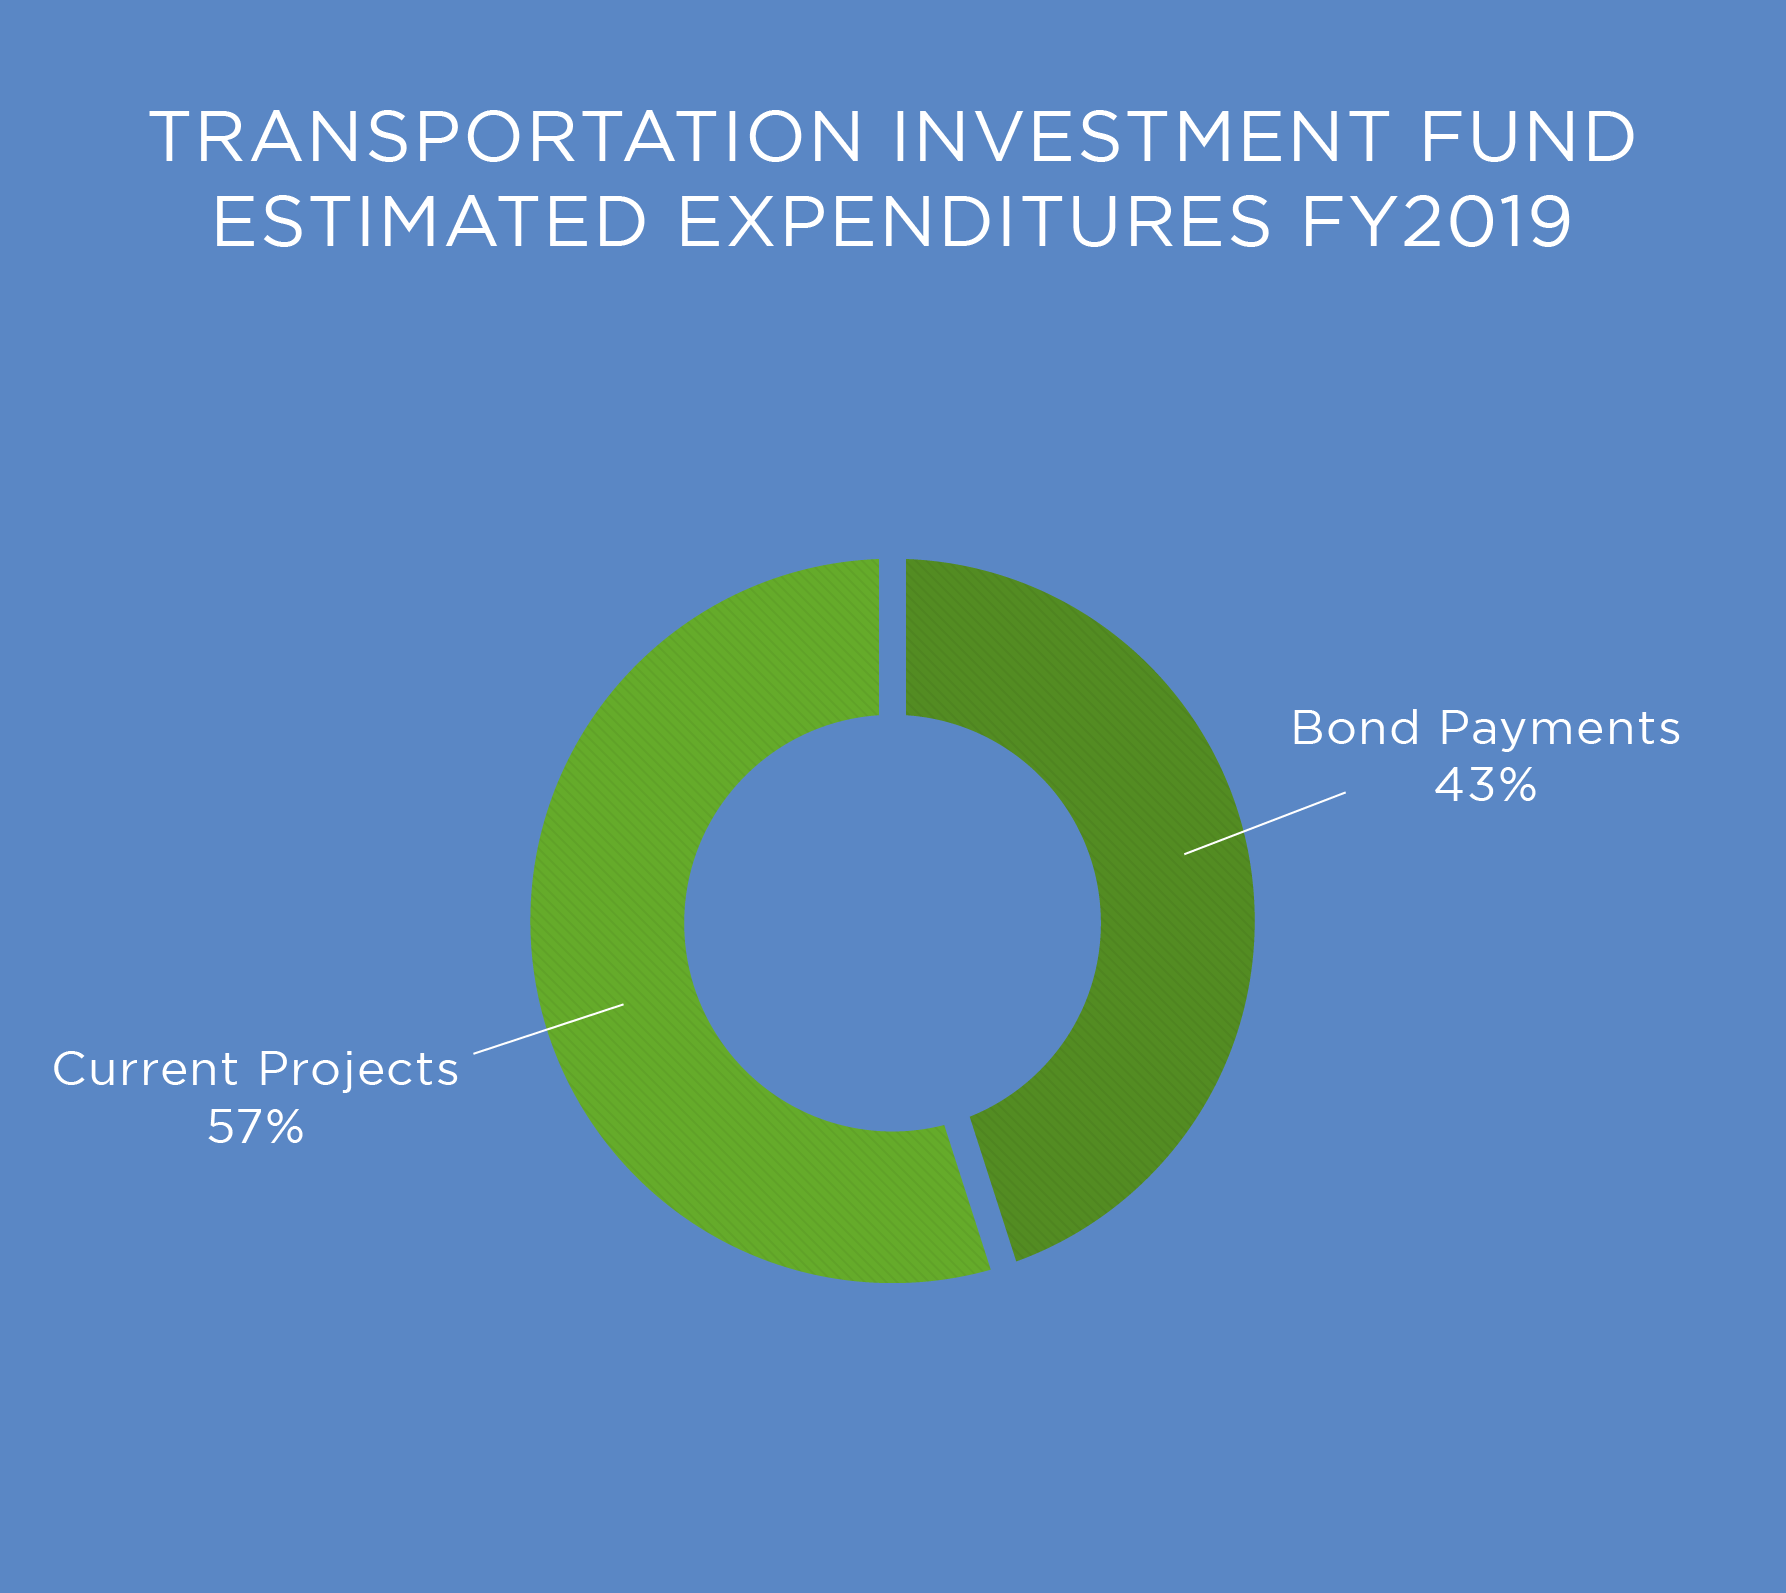 TRANSPORTATION INVESTMENT FUND
ESTIMATED EXPENDITURES FY2019
Bond Payments
43%
Current Projects
57%